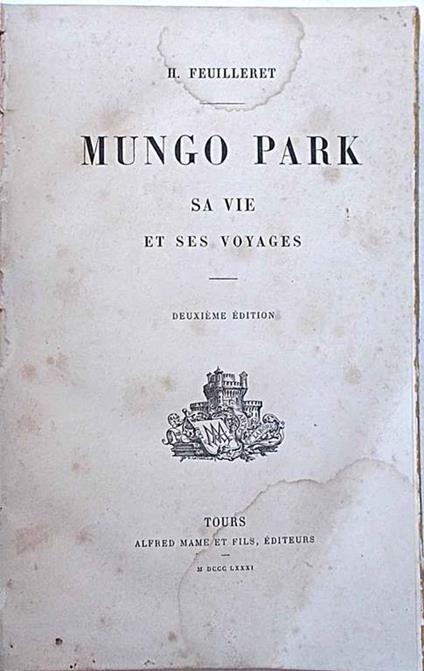 H. FEUILLERET
MUNGO PARK
SA VIE
ET SES VOYAGES
DEUXIÈME ÉDITION
TOURS
ALFRED MAME ET FILS, ÉDITEURS
M DCCC LXXXI